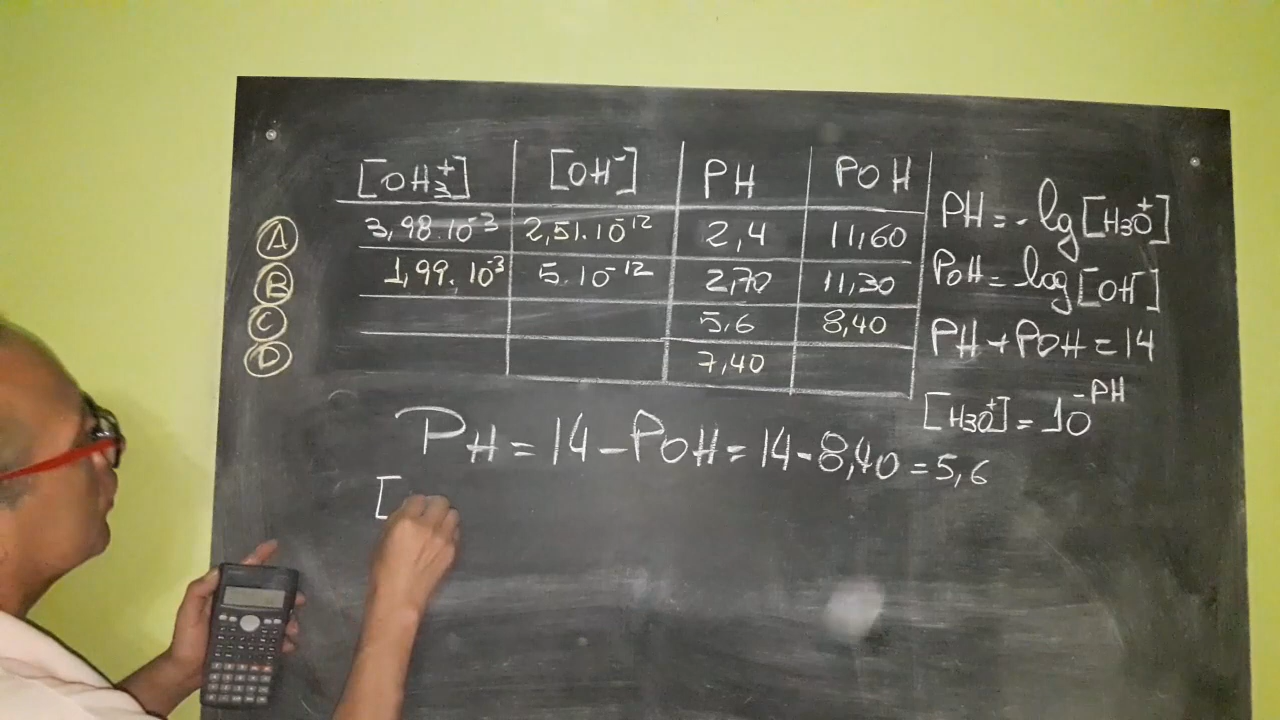 [OH₃⁺] [OH⁻] PH POH
A 3,98.10⁻³ 2,51.10⁻¹² 2,4 11,60
B 1,99.10⁻³ 5.10⁻¹² 2,70 11,30
C 5,6 8,40
D 7,40
PH=-lg[H3O⁺]
POH=-log[OH⁻]
PH+POH=14
[H3O⁺]=10⁻ᴾᴴ
PH=14-POH=14-8,40=5,6
[